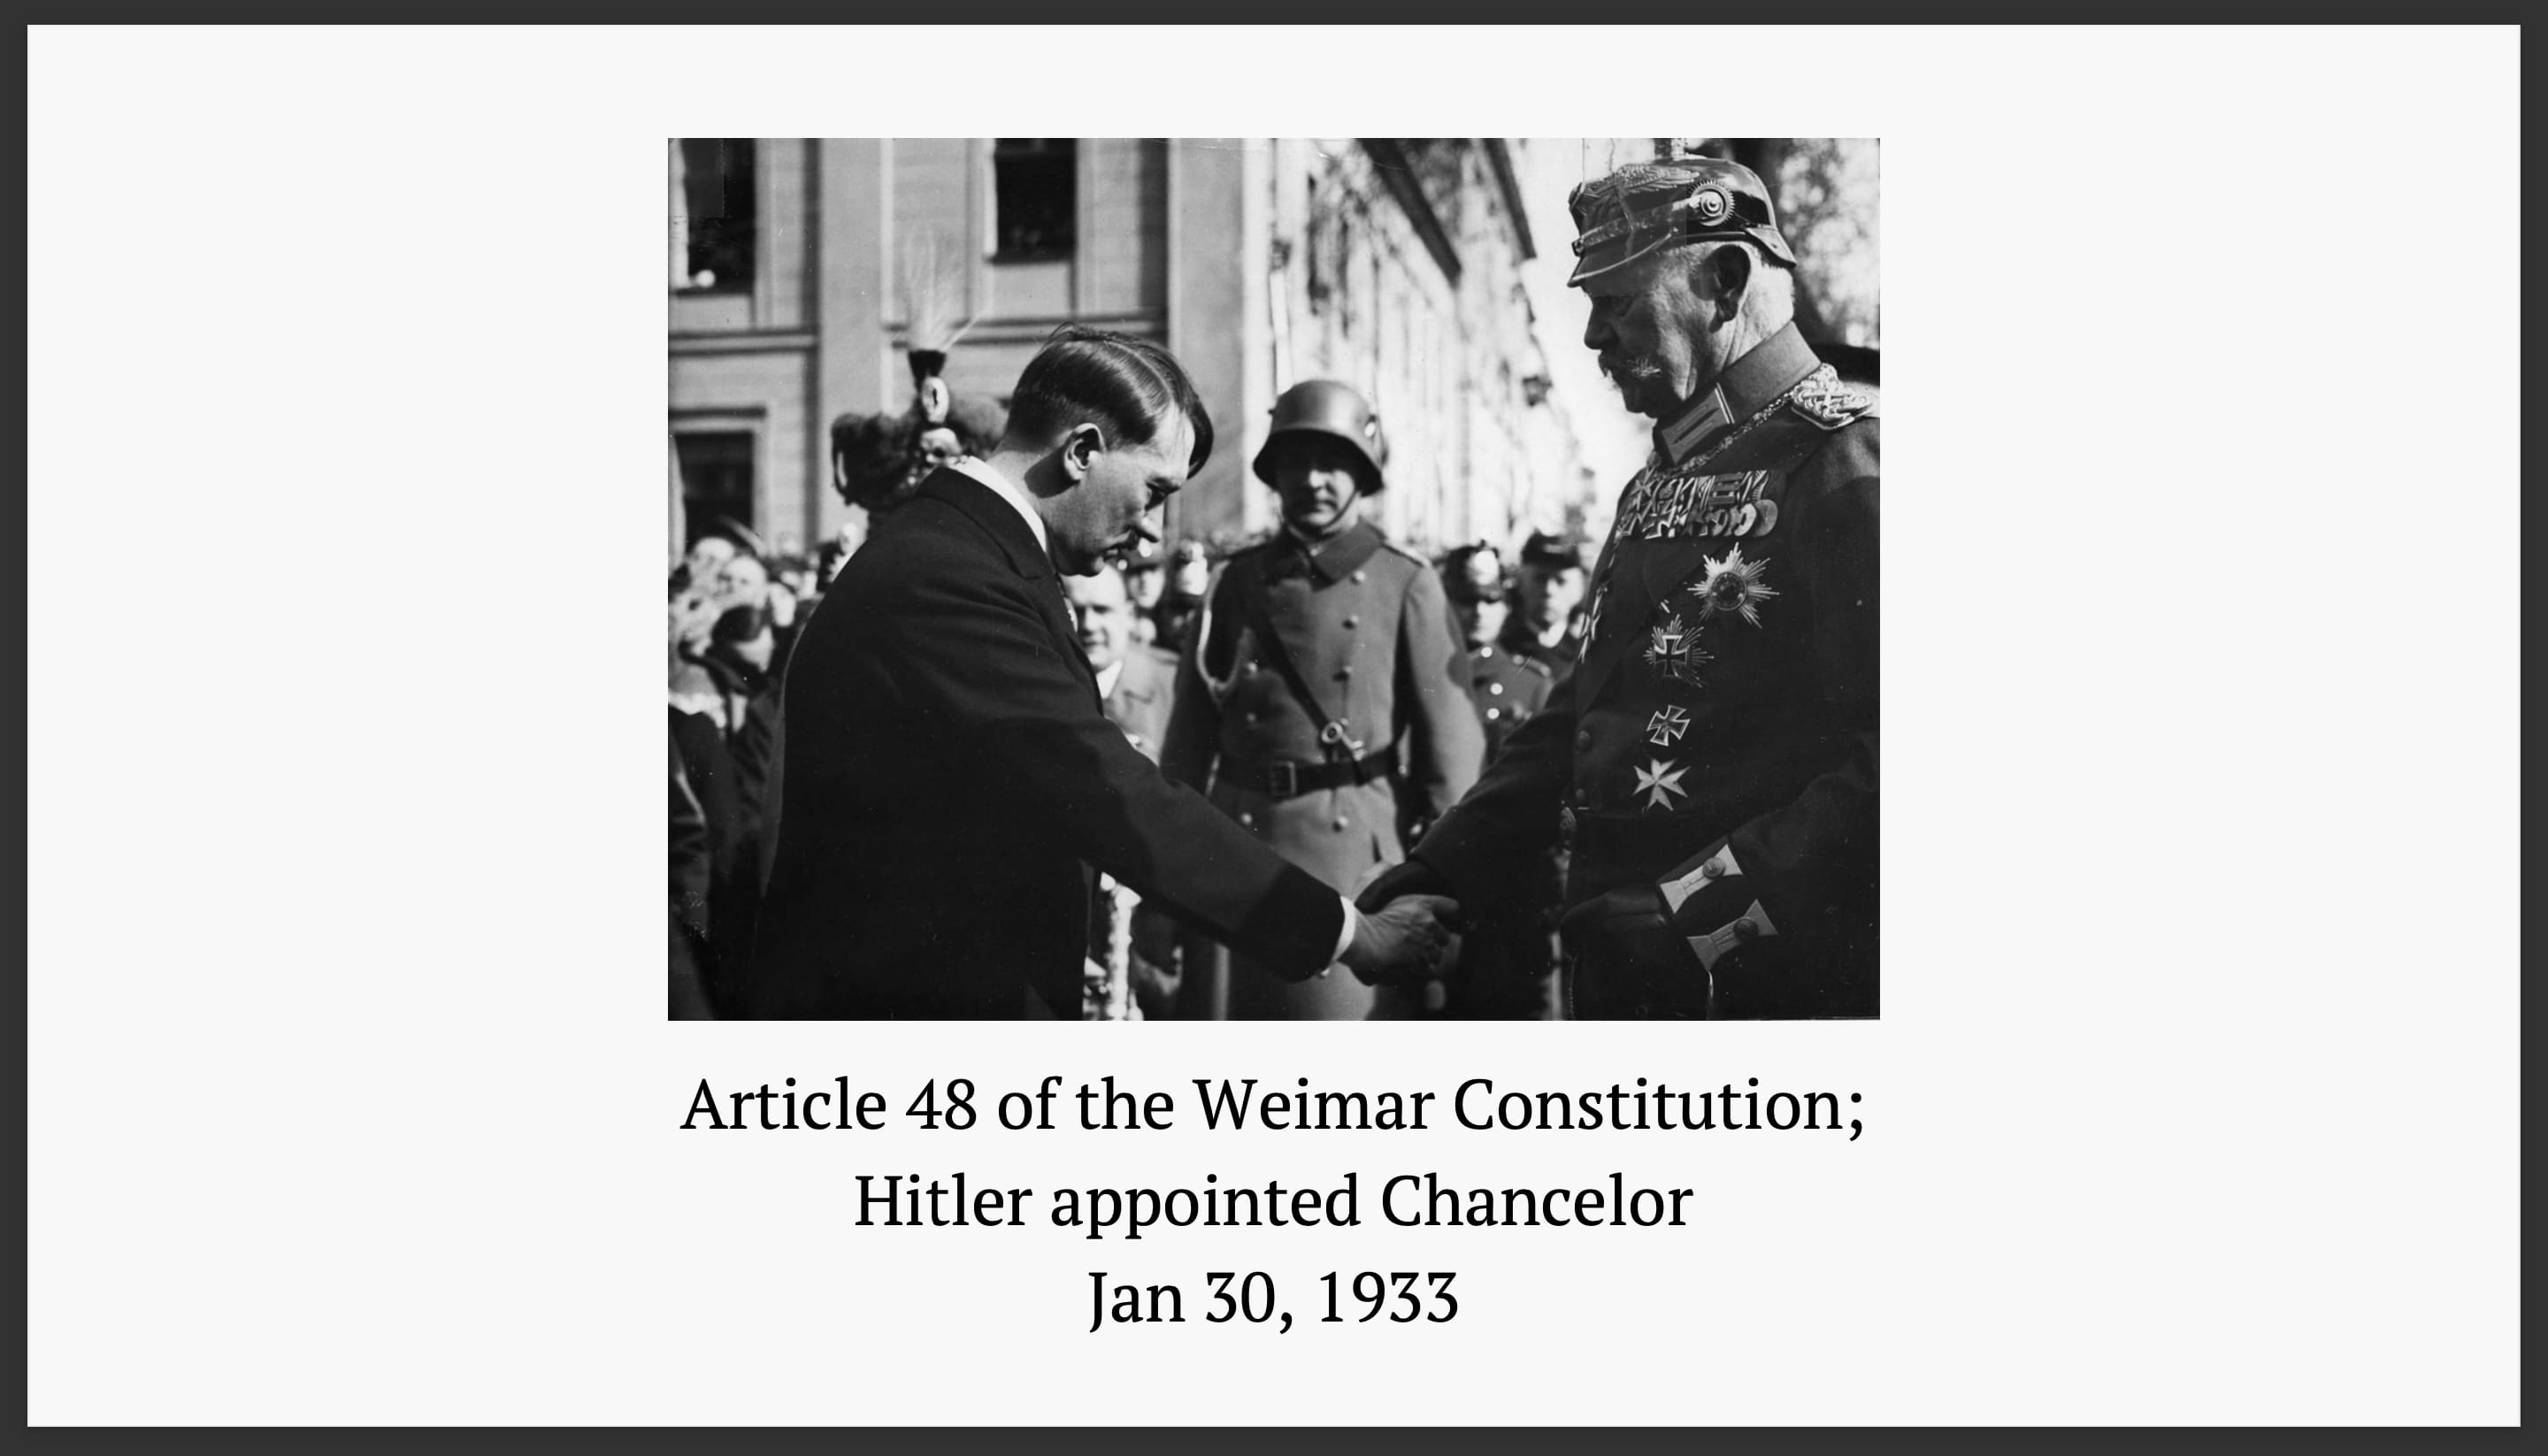 Article 48 of the Weimar Constitution;
Hitler appointed Chancelor
Jan 30, 1933